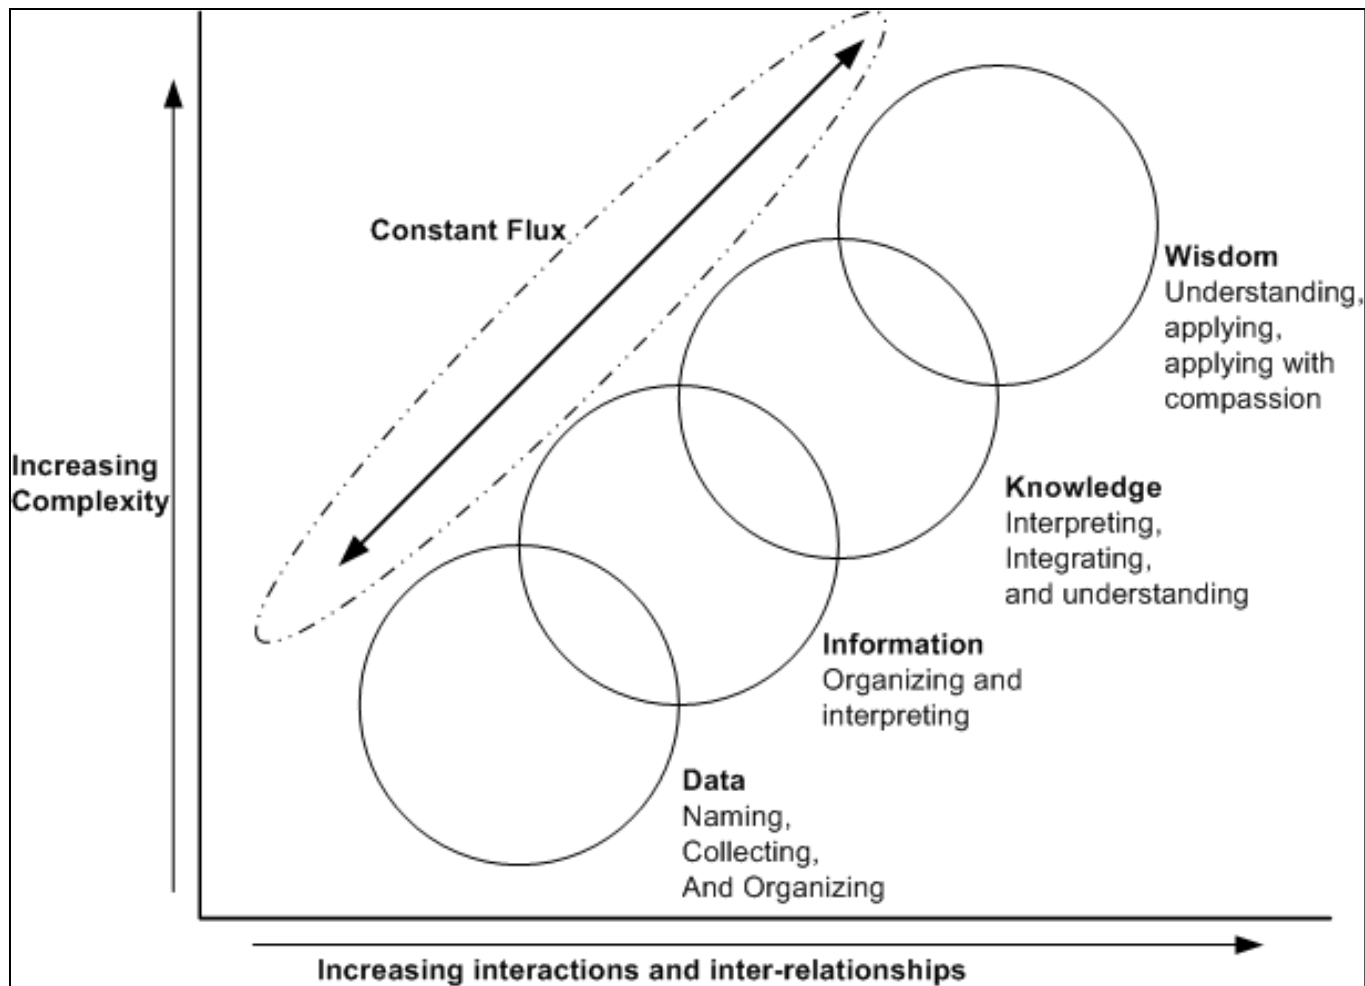 Constant Flux
Wisdom
Understanding,
applying,
applying with
compassion
Increasing
Complexity
Knowledge
Interpreting,
Integrating,
and understanding
Information
Organizing and
interpreting
Data
Naming,
Collecting,
And Organizing
Increasing interactions and inter-relationships